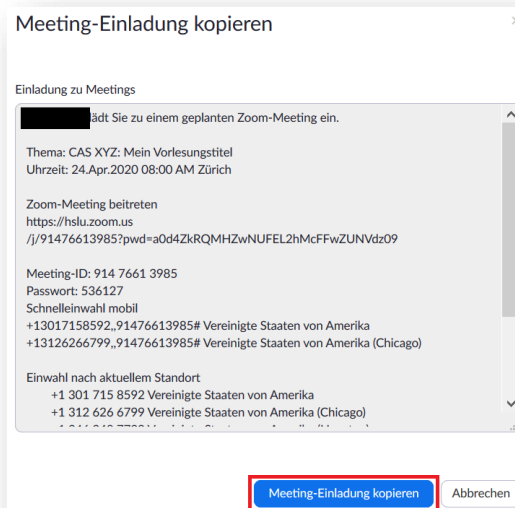 Meeting-Einladung kopieren
Einladung zu Meetings
lädt Sie zu einem geplanten Zoom-Meeting ein.
Thema: CAS XYZ: Mein Vorlesungstitel
Uhrzeit: 24.Apr.2020 08:00 AM Zürich
Zoom-Meeting beitreten
https://hslu.zoom.us
/j/91476613985?pwd=a0d4ZkRQMHZwNUFEL2hMcFFwZUNVdz09
Meeting-ID: 914 7661 3985
Passwort: 536127
Schnelleinwahl mobil
+13017158592,,91476613985# Vereinigte Staaten von Amerika
+13126266799,,91476613985# Vereinigte Staaten von Amerika (Chicago)
Einwahl nach aktuellem Standort
+1 301 715 8592 Vereinigte Staaten von Amerika
+1 312 626 6799 Vereinigte Staaten von Amerika (Chicago)
Meeting-Einladung kopieren
Abbrechen